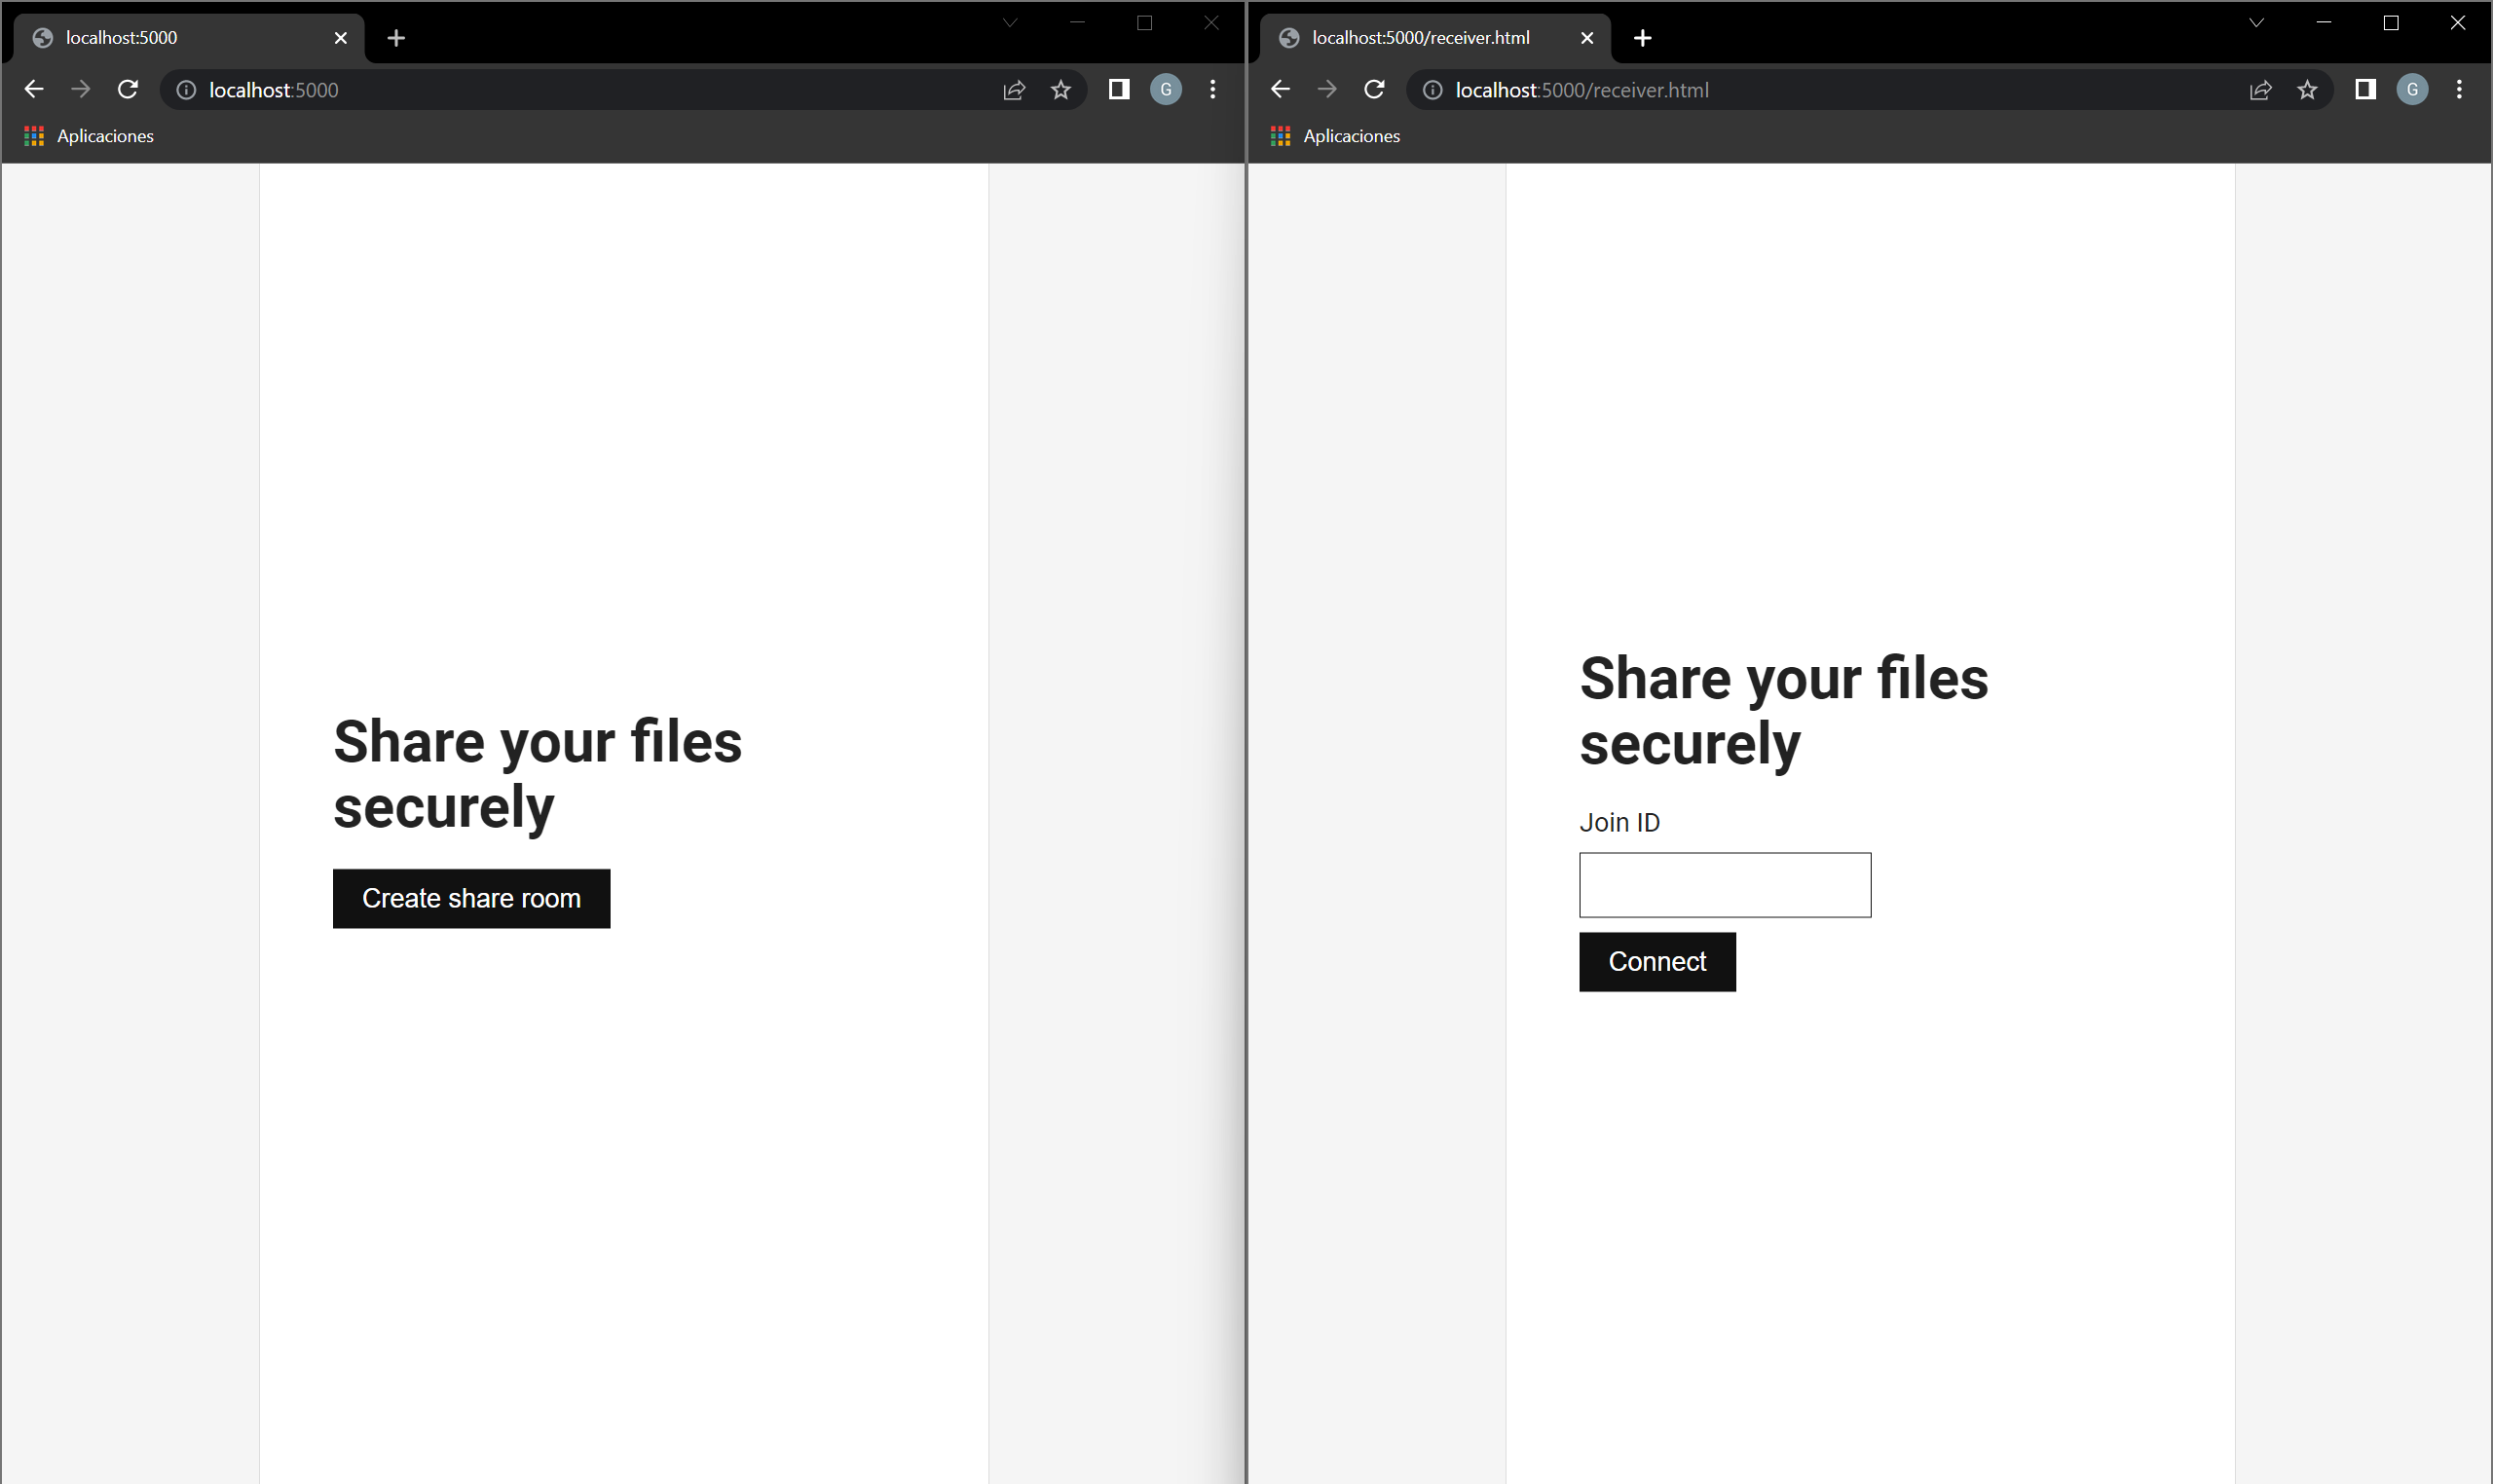 localhost:5000
localhost:5000
G
Aplicaciones
Share your files
securely
Create share room
localhost:5000/receiver.html
localhost:5000/receiver.html
G
Aplicaciones
Share your files
securely
Join ID
Connect